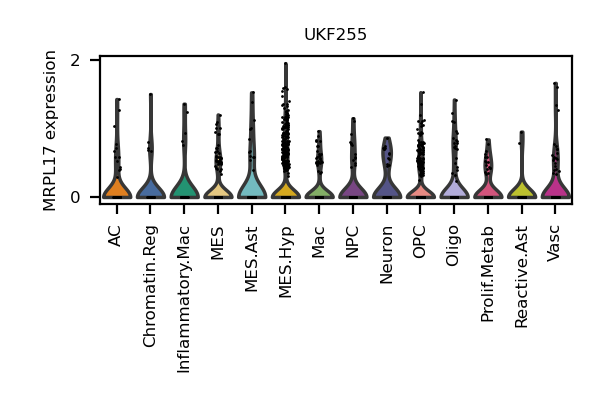 UKF255
MRPL17 expression
2
0
AC
Chromatin.Reg
Inflammatory.Mac
MES
MES.Ast
MES.Hyp
Mac
NPC
Neuron
OPC
Oligo
Prolif.Metab
Reactive.Ast
Vasc